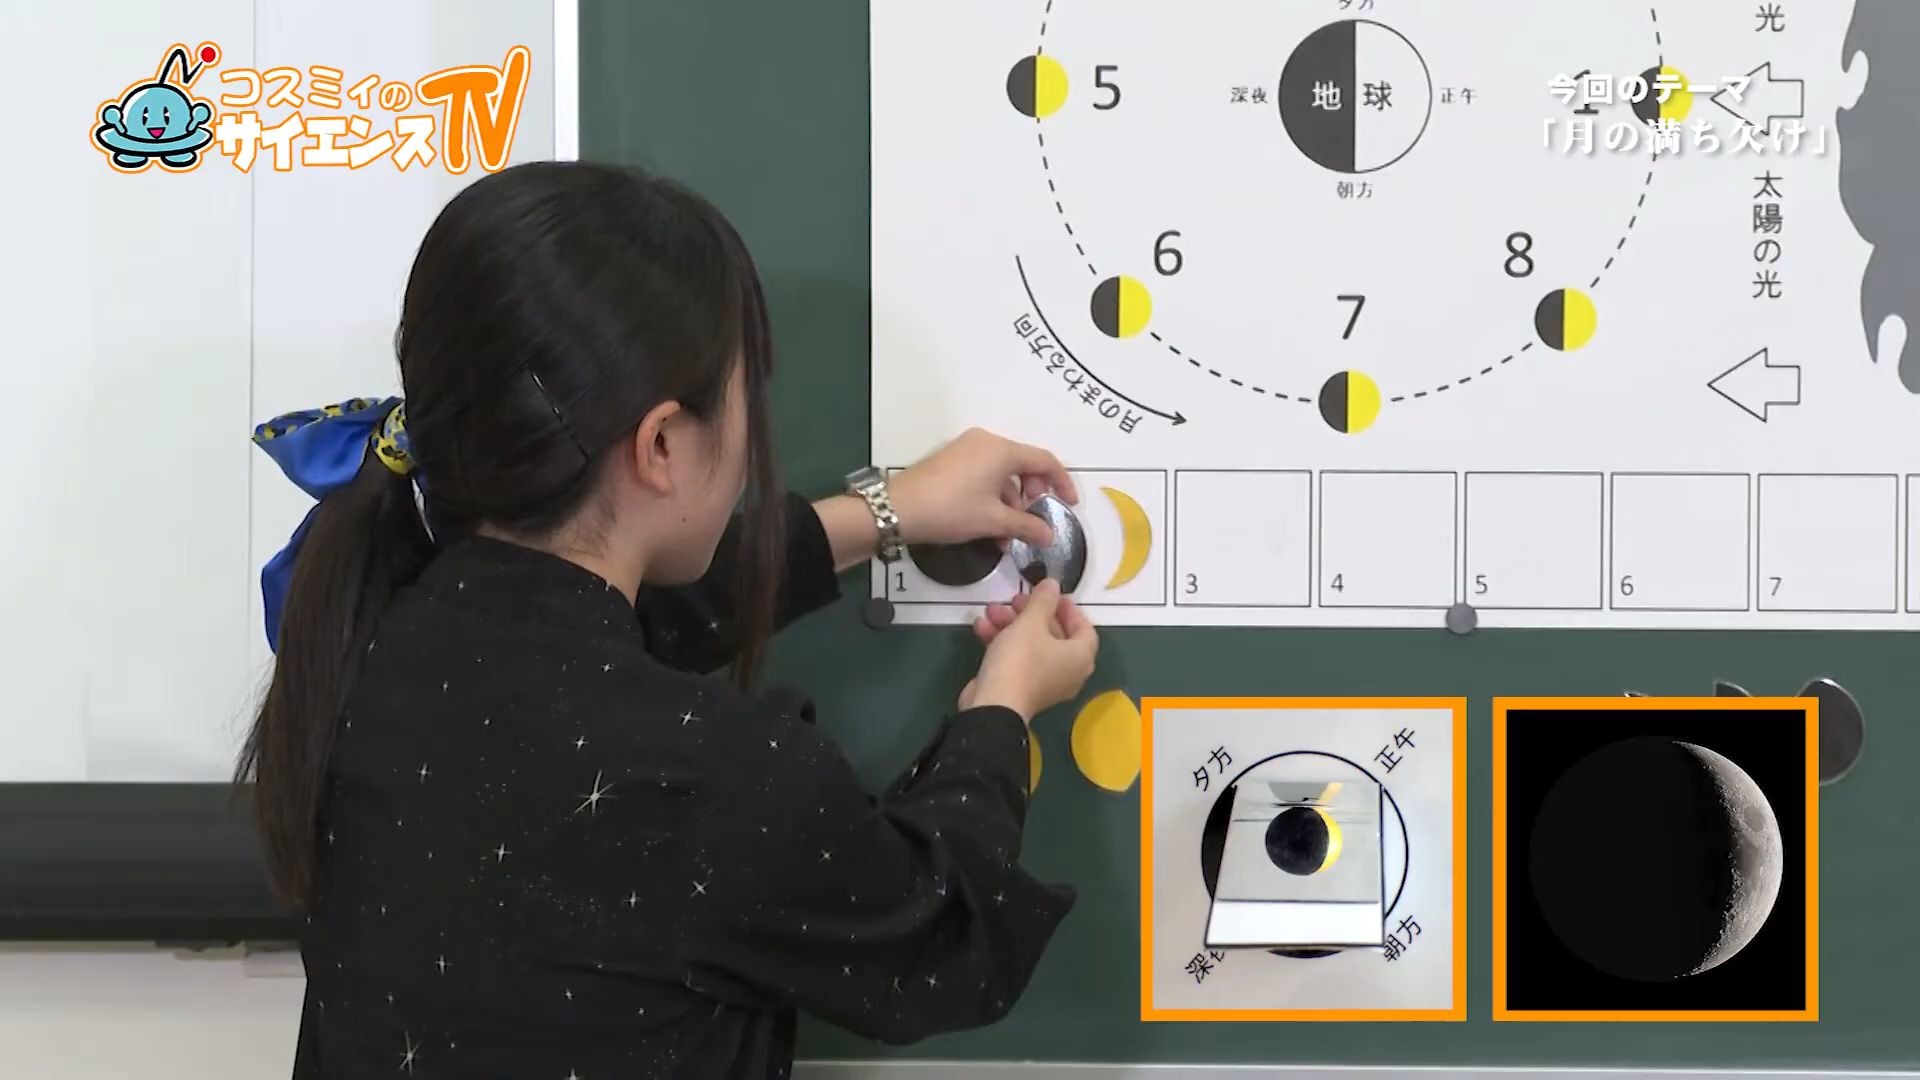 コスミィの
サイエンスTV
今回のテーマ
「月の満ち欠け」
光
太陽の光
夕方
深夜
地球
正午
朝方
1
5
6
7
8
月のまわる方向
1
3
4
5
6
7
夕方
正午
朝方